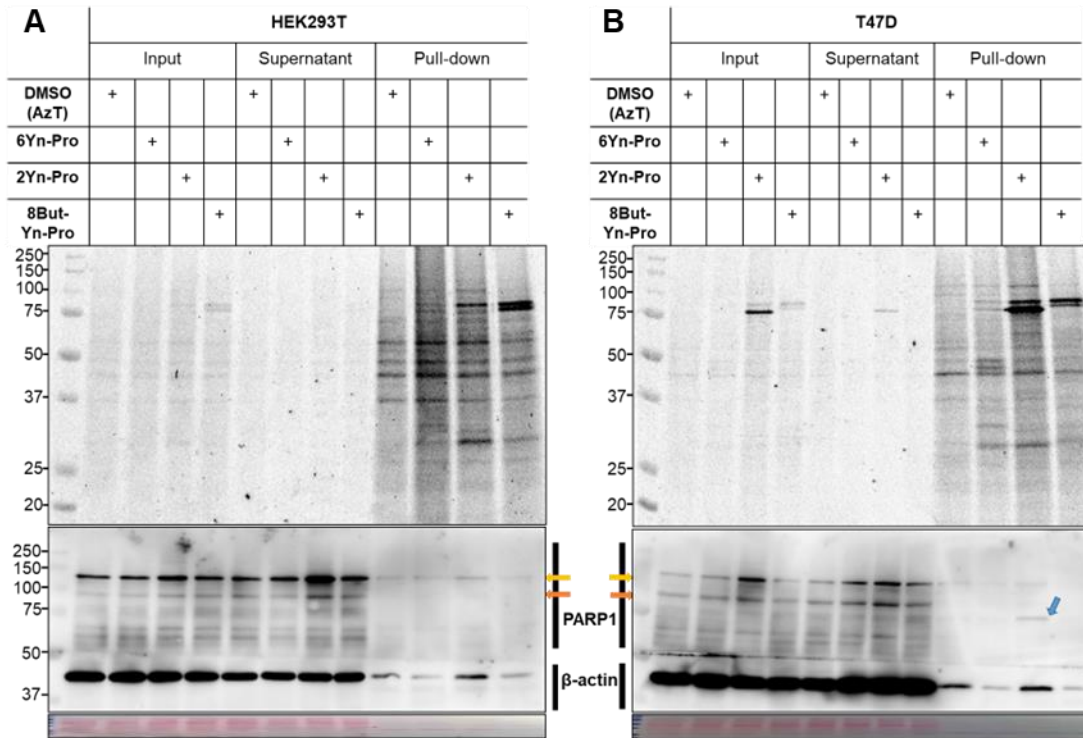 A
HEK293T
Input Supernatant Pull-down
DMSO + + +
(AzT)
6Yn-Pro + + +
2Yn-Pro + + +
8But- + + +
Yn-Pro
250
150
100
75
50
37
25
20
250
150
100
75
50
37
B
T47D
Input Supernatant Pull-down
DMSO + + +
(AzT)
6Yn-Pro + + +
2Yn-Pro + + +
8But- + + +
Yn-Pro
250
150
100
75
50
37
25
20
250
150
100
75
50
37
PARP1
β-actin